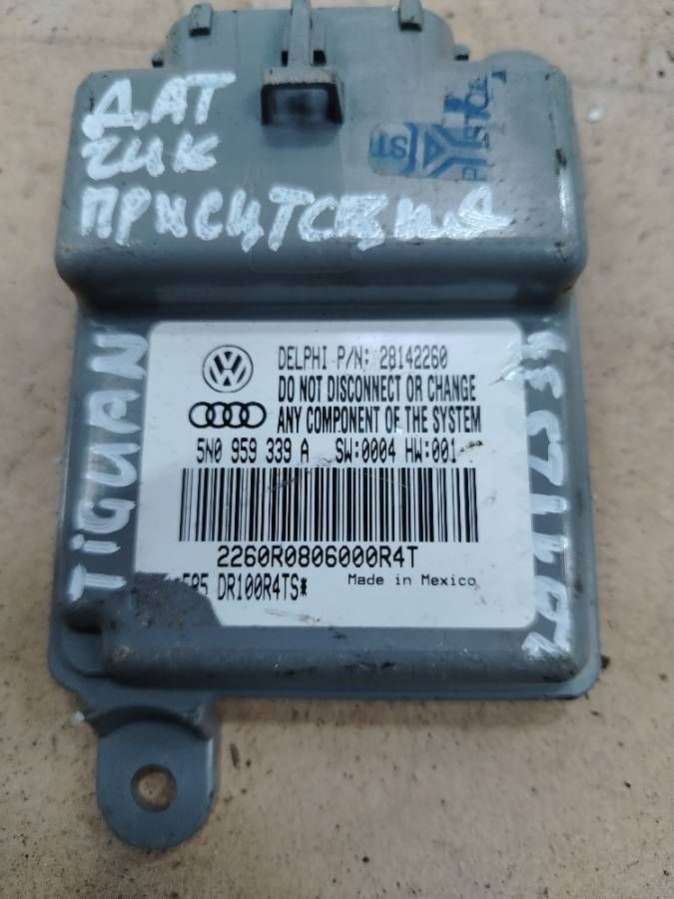 ДАТ
ЧИК
ПРИСЦТСЦИЯ
TiGUAN
DELPHI P/N: 28142260
DO NOT DISCONNECT OR CHANGE
ANY COMPONENT OF THE SYSTEM
5N0 959 339 A SW:0004 HW:001
2260R0806000R4T
DR100R4TS* Made in Mexico